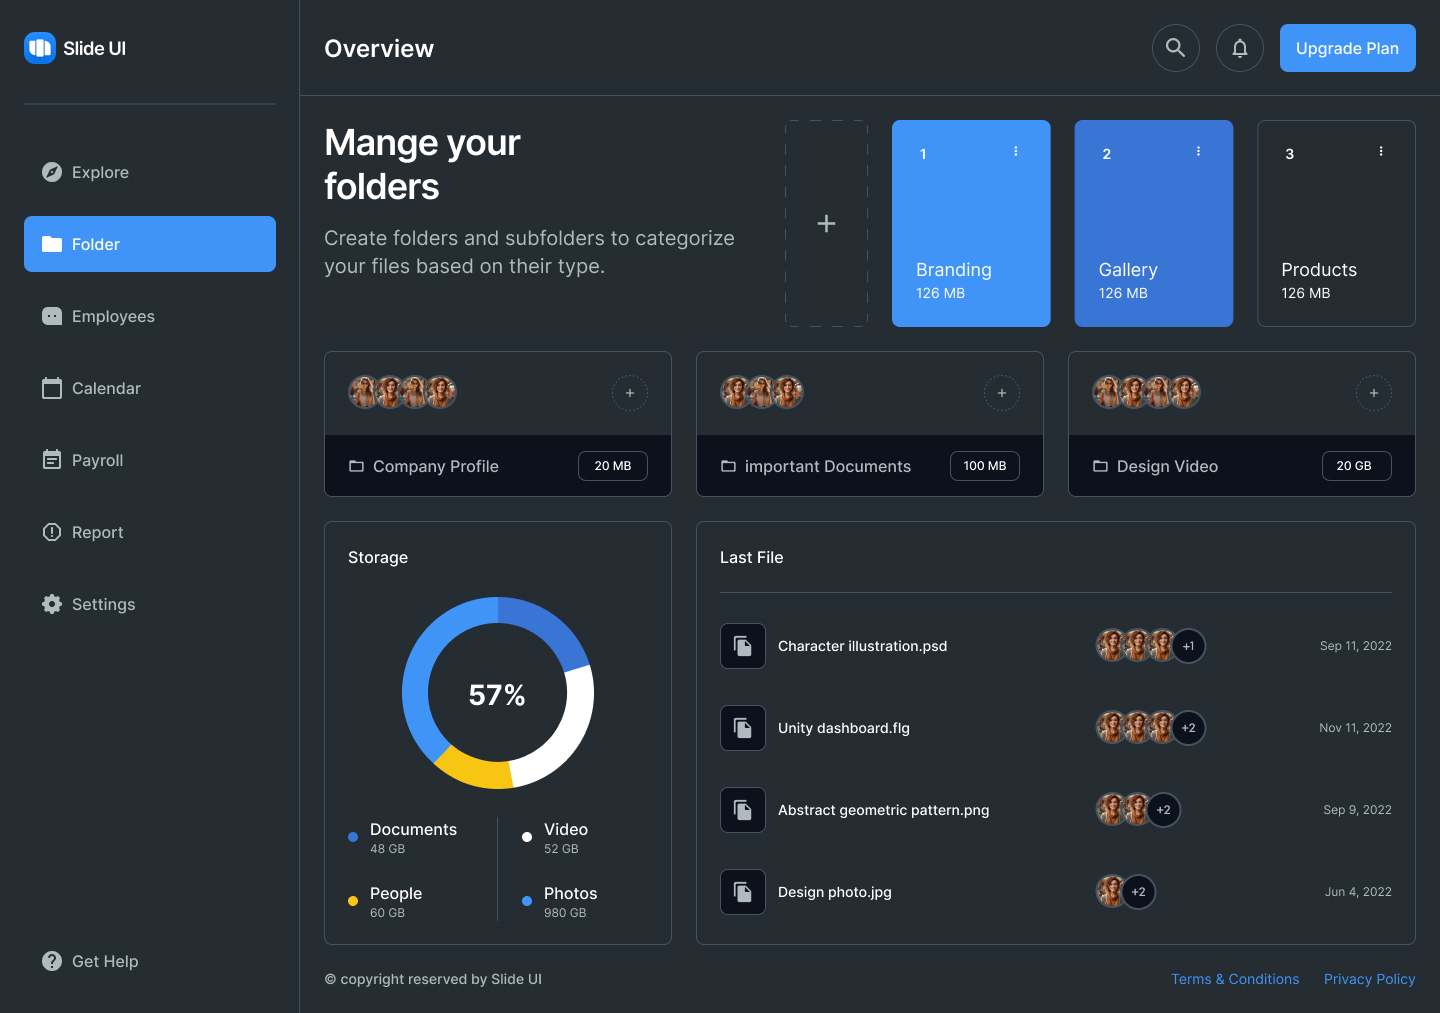 Slide UI
Explore
Folder
Employees
Calendar
Payroll
Report
Settings
Get Help
Overview
Upgrade Plan
Mange your
folders
Create folders and subfolders to categorize
your files based on their type.
+
1
Branding
126 MB
2
Gallery
126 MB
3
Products
126 MB
+
Company Profile
20 MB
+
important Documents
100 MB
+
Design Video
20 GB
Storage
57%
Documents
48 GB
Video
52 GB
People
60 GB
Photos
980 GB
Last File
Character illustration.psd
+1
Sep 11, 2022
Unity dashboard.flg
+2
Nov 11, 2022
Abstract geometric pattern.png
+2
Sep 9, 2022
Design photo.jpg
+2
Jun 4, 2022
© copyright reserved by Slide UI
Terms & Conditions
Privacy Policy